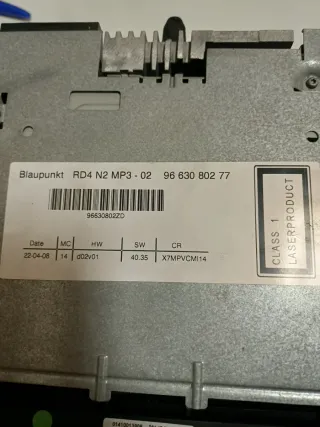 Blaupunkt RD4 N2 MP3 - 02 96 630 802 77
96630802ZD
CLASS 1
LASERPRODUCT
Date MC HW SW CR
22-04-08 14 d02v01 40.35 X7MPVCMI14